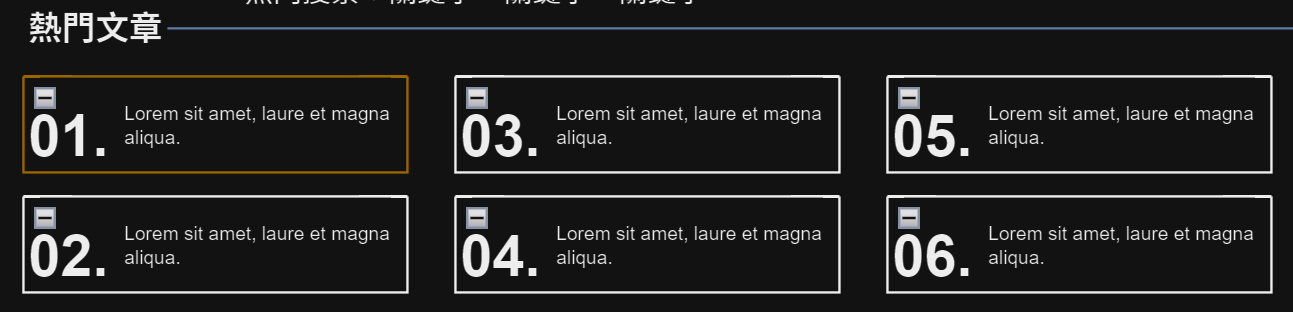 熱門文章
01.
Lorem sit amet, laure et magna
aliqua.
02.
Lorem sit amet, laure et magna
aliqua.
03.
Lorem sit amet, laure et magna
aliqua.
04.
Lorem sit amet, laure et magna
aliqua.
05.
Lorem sit amet, laure et magna
aliqua.
06.
Lorem sit amet, laure et magna
aliqua.